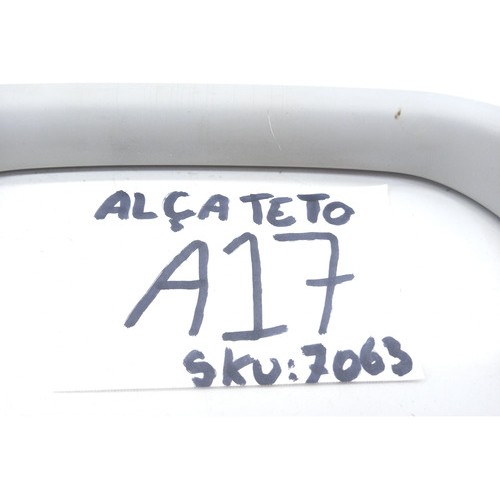 ALÇA TETO
A17
SKU:7063